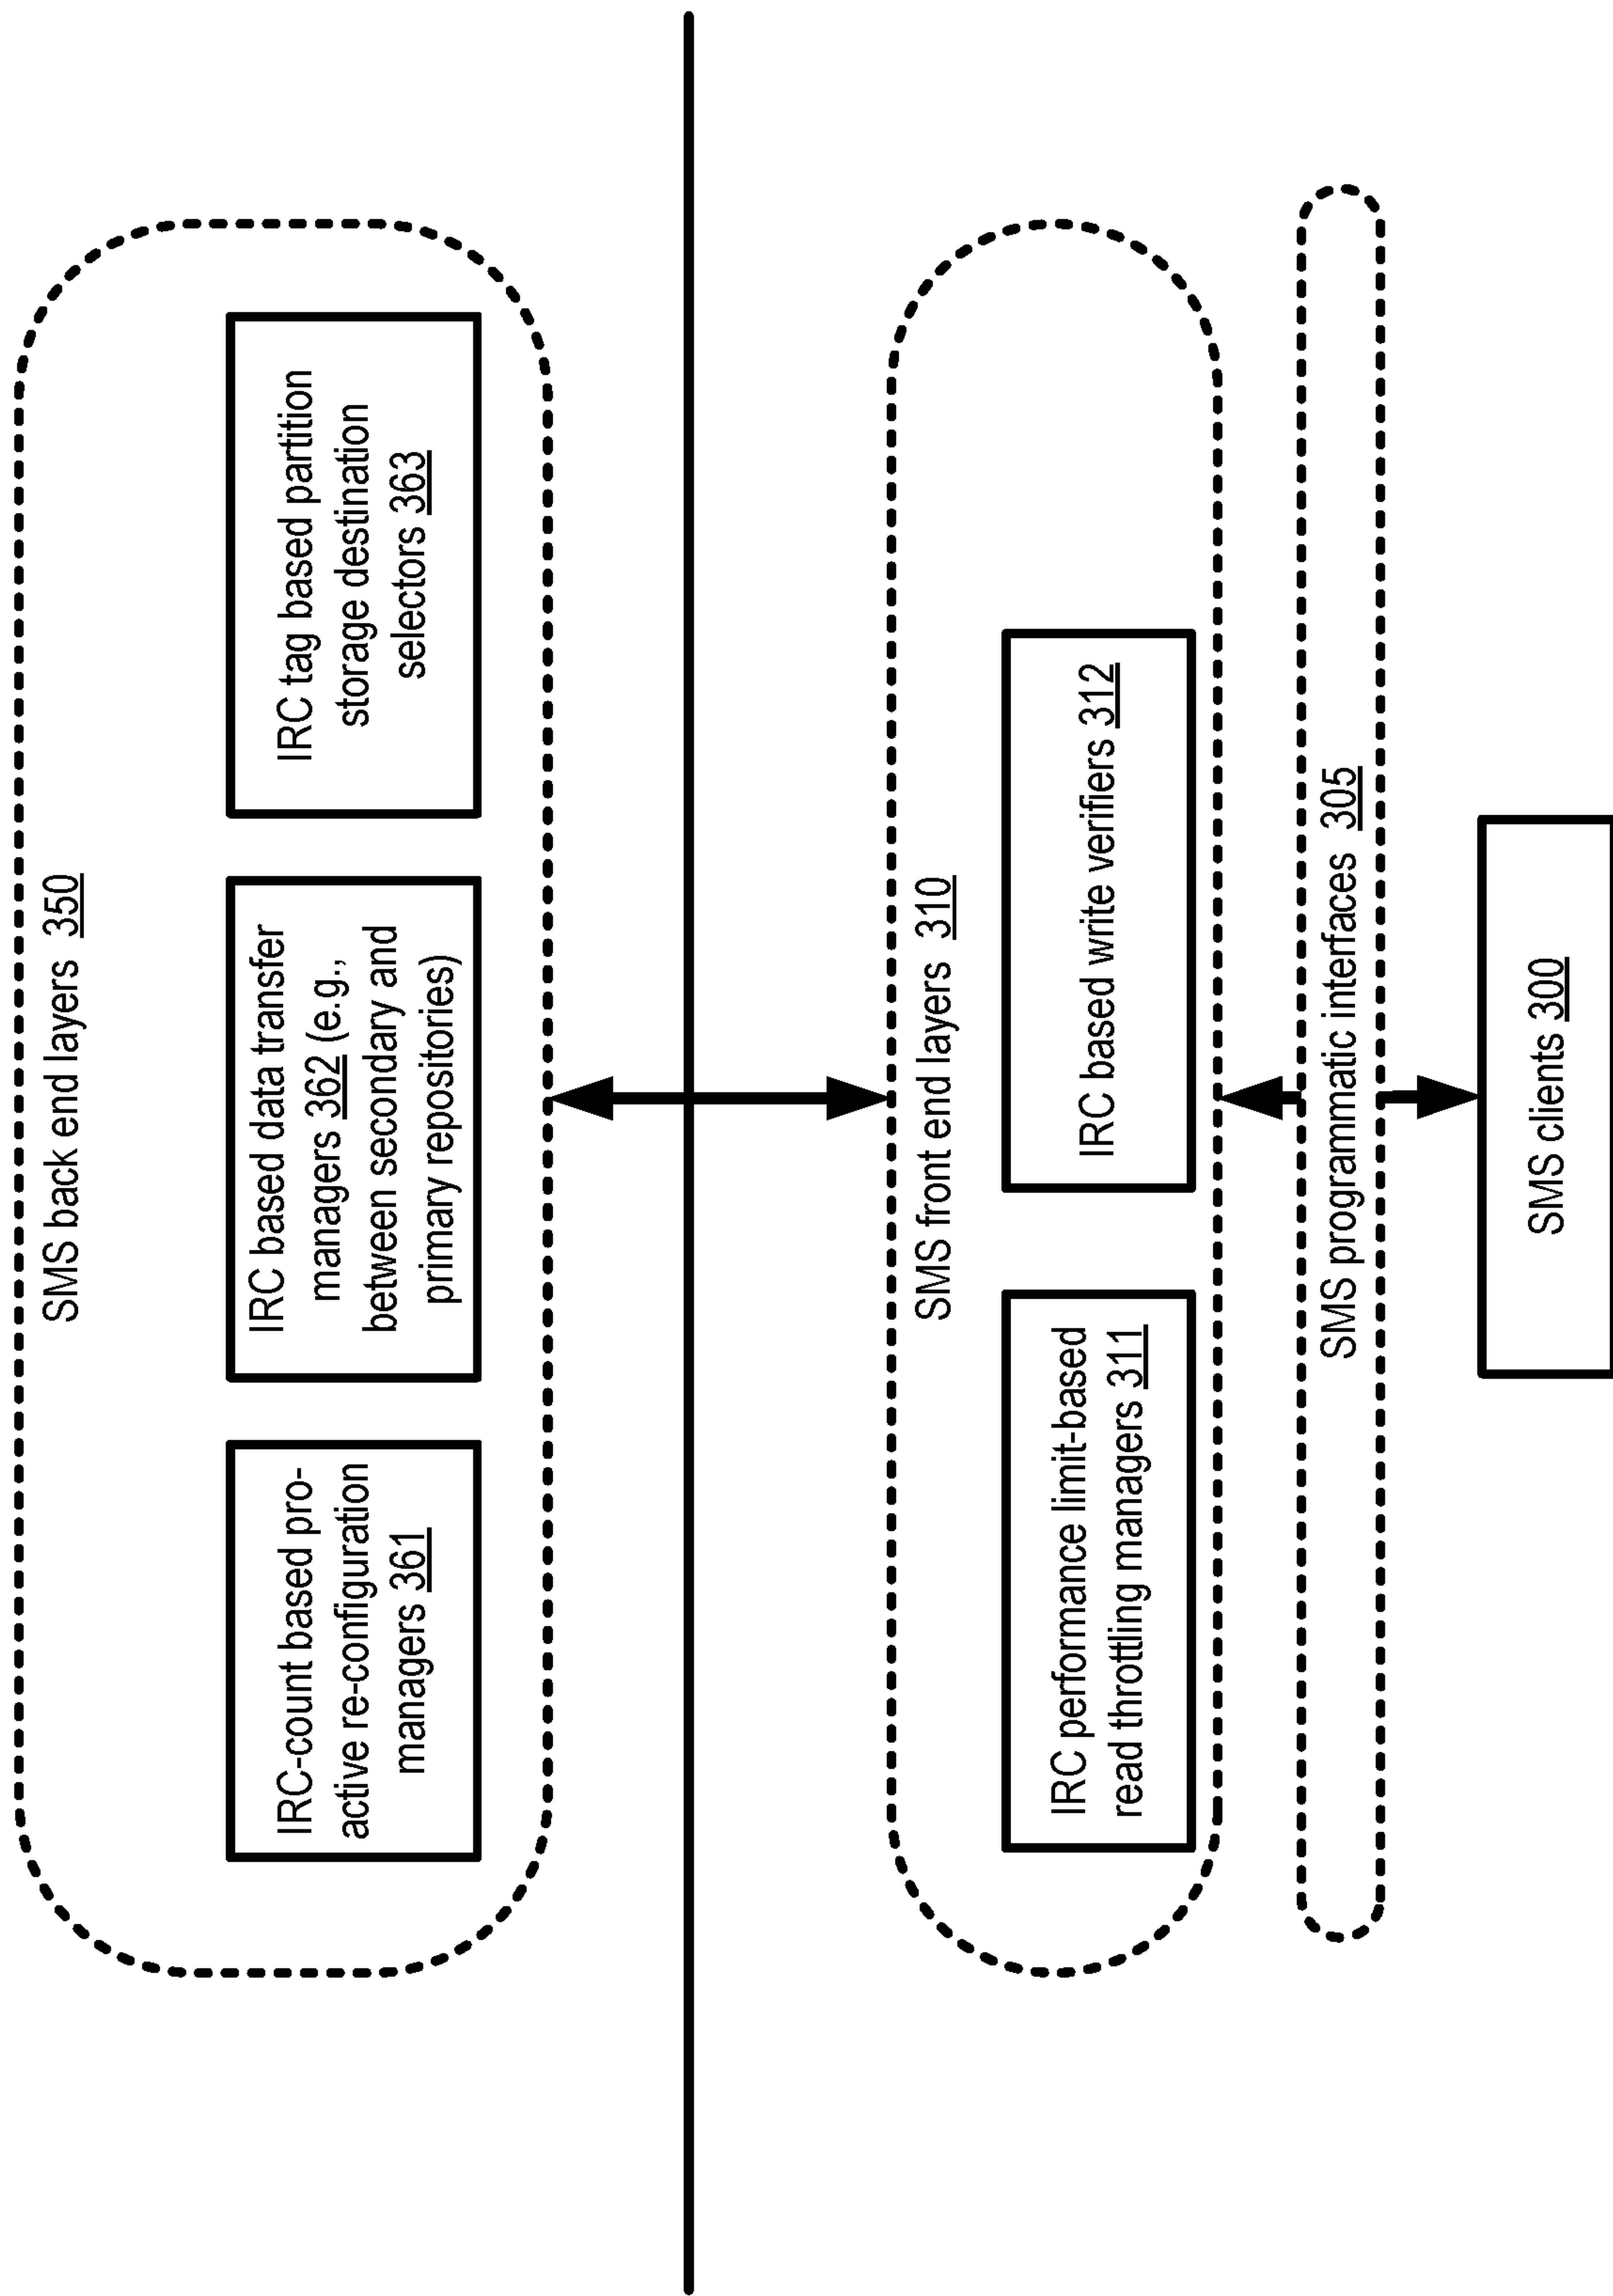 SMS back end layers 350
IRC-count based pro-
active re-configuration
managers 361
IRC based data transfer
managers 362 (e.g.,
between secondary and
primary repositories)
IRC tag based partition
storage destination
selectors 363
SMS front end layers 310
IRC performance limit-based
read throttling managers 311
IRC based write verifiers 312
SMS programmatic interfaces 305
SMS clients 300